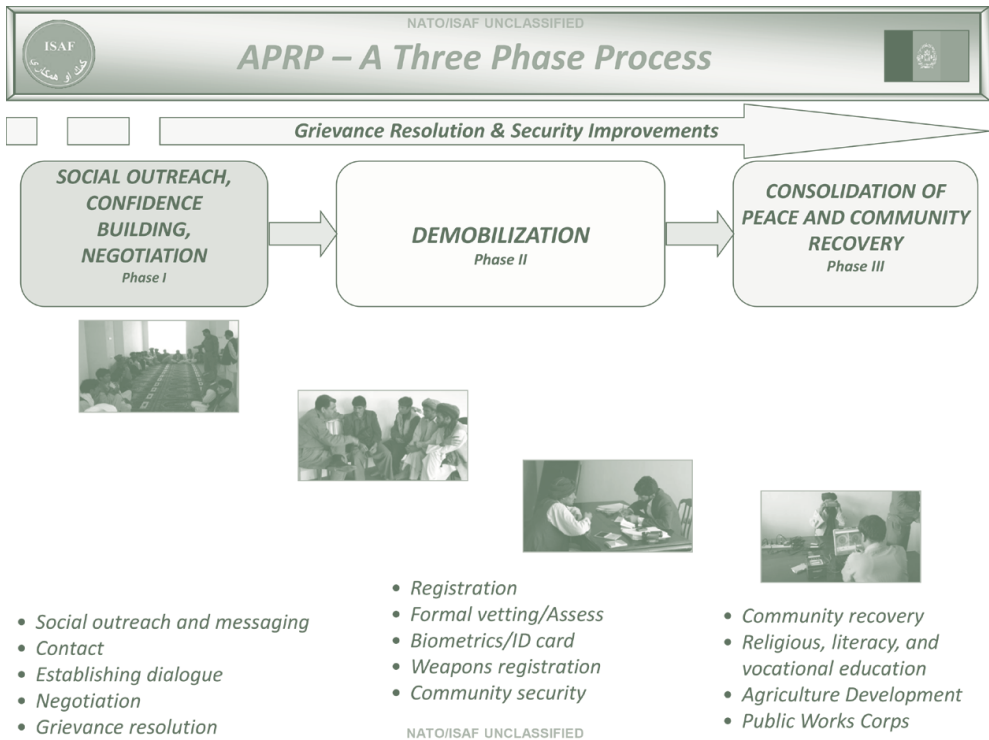 NATO/ISAF UNCLASSIFIED
ISAF
کمک او همکاري
APRP – A Three Phase Process
Grievance Resolution & Security Improvements
SOCIAL OUTREACH,
CONFIDENCE
BUILDING,
NEGOTIATION
Phase I
DEMOBILIZATION
Phase II
CONSOLIDATION OF
PEACE AND COMMUNITY
RECOVERY
Phase III
• Social outreach and messaging
• Contact
• Establishing dialogue
• Negotiation
• Grievance resolution
• Registration
• Formal vetting/Assess
• Biometrics/ID card
• Weapons registration
• Community security
• Community recovery
• Religious, literacy, and
vocational education
• Agriculture Development
• Public Works Corps
NATO/ISAF UNCLASSIFIED